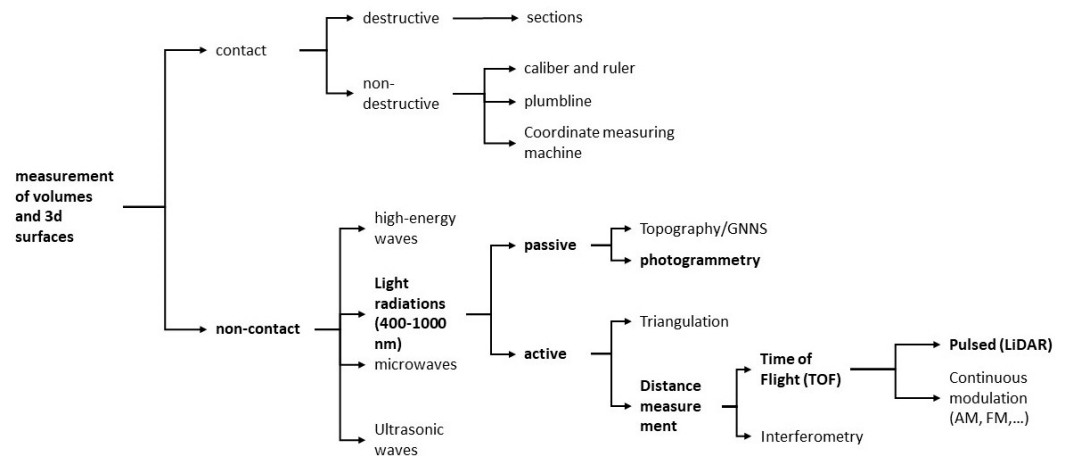 destructive
sections
contact
caliber and ruler
non-
destructive
plumbline
Coordinate measuring
machine
measurement
of volumes
and 3d
surfaces
high-energy
waves
passive
Topography/GNNS
photogrammetry
Light
radiations
(400-1000
nm)
non-contact
active
Triangulation
microwaves
Distance
measure
ment
Time of
Flight (TOF)
Pulsed (LiDAR)
Continuous
modulation
(AM, FM,...)
Interferometry
Ultrasonic
waves